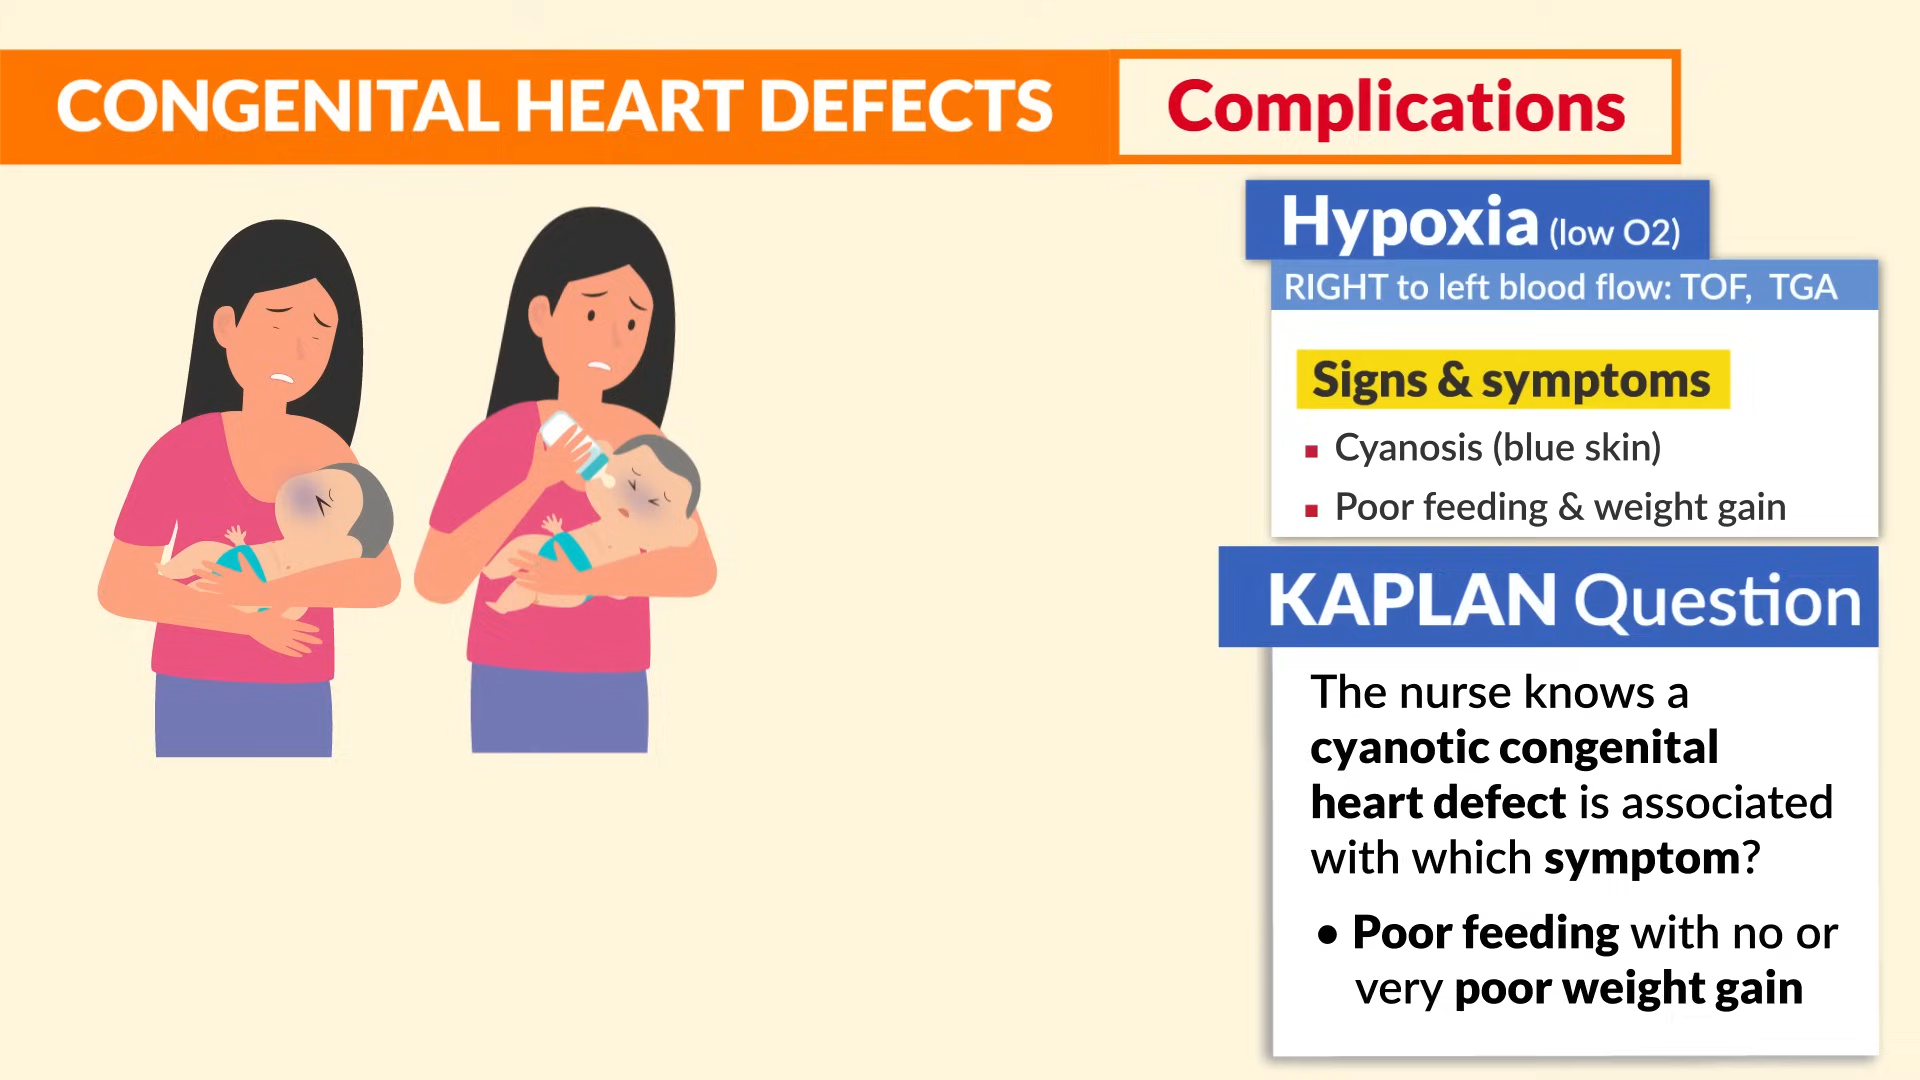 CONGENITAL HEART DEFECTS
Complications
Hypoxia (low O2)
RIGHT to left blood flow: TOF, TGA
Signs & symptoms
▪ Cyanosis (blue skin)
▪ Poor feeding & weight gain
KAPLAN Question
The nurse knows a
cyanotic congenital
heart defect is associated
with which symptom?
• Poor feeding with no or
very poor weight gain